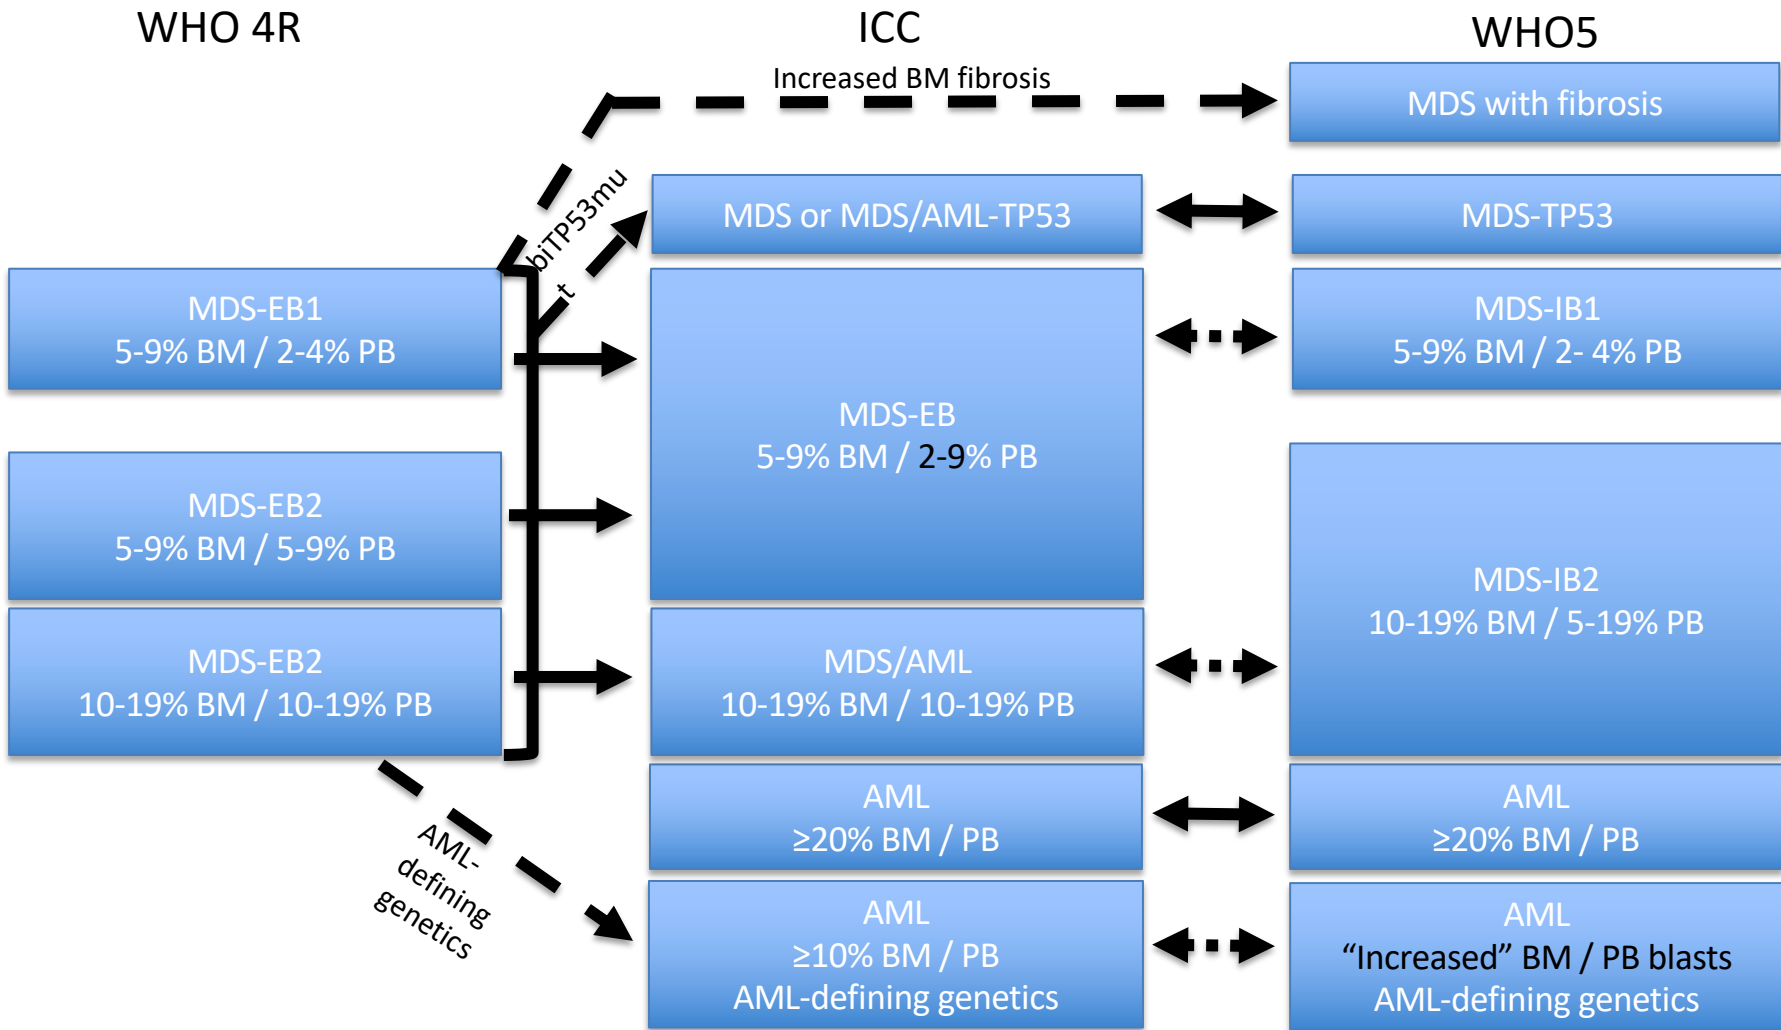 WHO 4R
ICC
WHO5
Increased BM fibrosis
MDS with fibrosis
biTP53mu
t
MDS or MDS/AML-TP53
MDS-TP53
MDS-EB1
5-9% BM / 2-4% PB
MDS-EB
5-9% BM / 2-9% PB
MDS-IB1
5-9% BM / 2- 4% PB
MDS-EB2
5-9% BM / 5-9% PB
MDS-IB2
10-19% BM / 5-19% PB
MDS-EB2
10-19% BM / 10-19% PB
MDS/AML
10-19% BM / 10-19% PB
AML
≥20% BM / PB
AML
≥20% BM / PB
AML-
defining
genetics
AML
≥10% BM / PB
AML-defining genetics
AML
“Increased” BM / PB blasts
AML-defining genetics